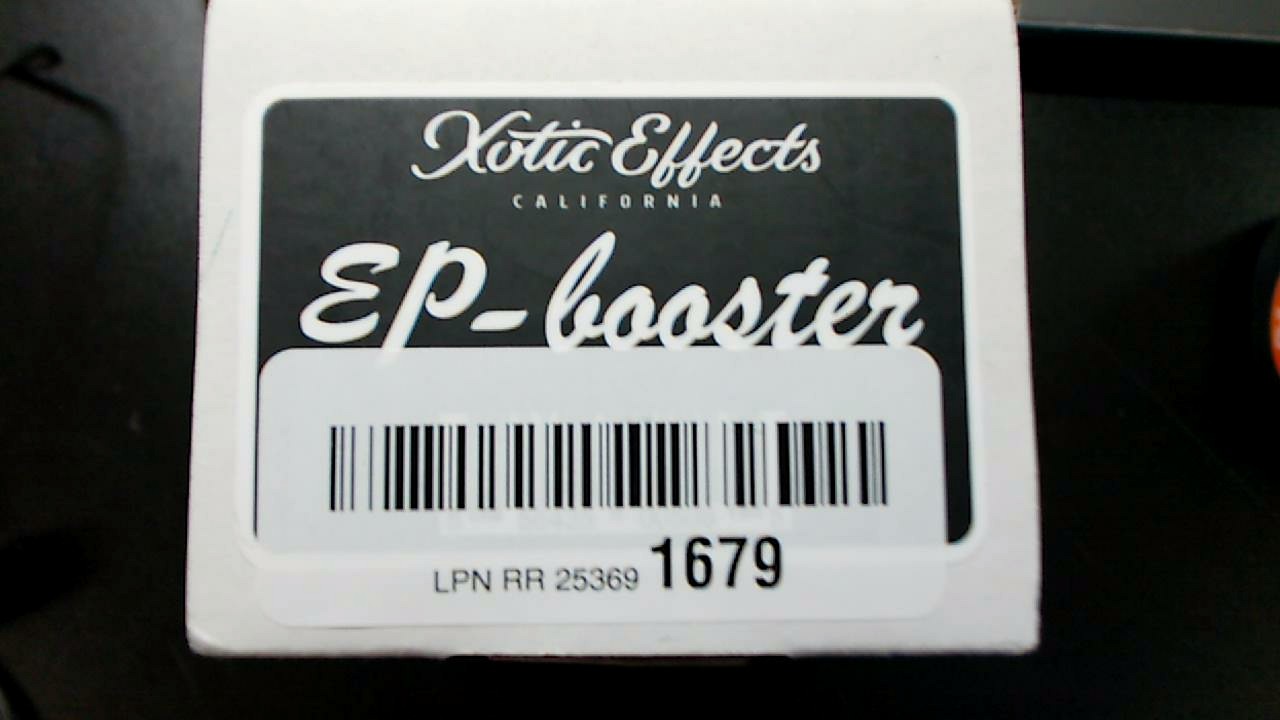 Xotic Effects
CALIFORNIA
EP-booster
LPN RR 25369 1679